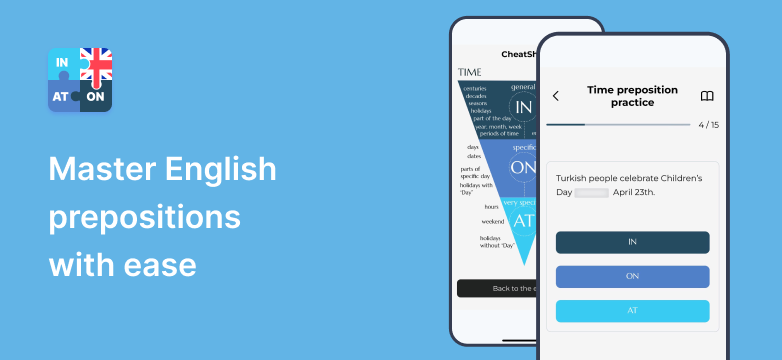 IN
AT ON
Master English
prepositions
with ease
CheatSh
TIME
centuries
decades
seasons
holidays
part of the day
year, month, week
periods of time
general
IN
days
dates
parts of
specific day
holidays with
"Day"
specific
ON
hours
weekend
holidays
without "Day"
very speci
AT
Back to the e
Time preposition
practice
4 / 15
Turkish people celebrate Children's
Day April 23th.
IN
ON
AT